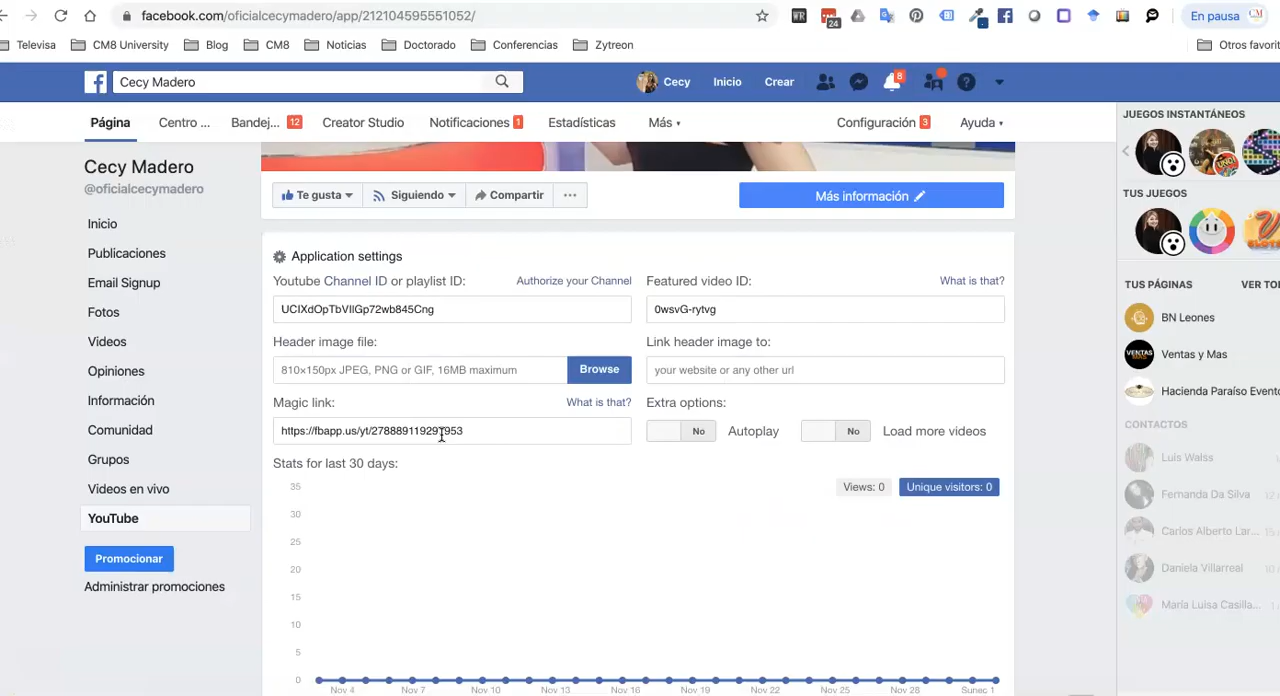 facebook.com/oficialcecymadero/app/212104595551052/
24
En pausa
Televisa CM8 University Blog CM8 Noticias Doctorado Conferencias Zytreon Otros favorit
Cecy Madero Cecy Inicio Crear 8 ?
Página Centro ... Bandej... 12 Creator Studio Notificaciones 1 Estadísticas Más Configuración 3 Ayuda
Cecy Madero
@oficialcecymadero
Inicio
Publicaciones
Email Signup
Fotos
Videos
Opiniones
Información
Comunidad
Grupos
Videos en vivo
YouTube
Promocionar
Administrar promociones
Te gusta Siguiendo Compartir ... Más información
Application settings
Youtube Channel ID or playlist ID: Authorize your Channel
Featured video ID: What is that?
0wsvG-rytvg
Header image file:
810×150px JPEG, PNG or GIF, 16MB maximum Browse
Link header image to:
your website or any other url
Magic link: What is that?
Extra options:
No Autoplay No Load more videos
Stats for last 30 days:
Views: 0 Unique visitors: 0
35
30
25
20
15
10
5
0
Nov 4 Nov 7 Nov 10 Nov 13 Nov 16 Nov 19 Nov 22 Nov 25 Nov 28 Sunec 1
JUEGOS INSTANTÁNEOS
TUS JUEGOS
TUS PÁGINAS VER TOD
BN Leones
VENTAS MAS
Ventas y Mas
Hacienda Paraíso Evento
CONTACTOS
Luis Walss
Fernanda Da Silva
Carlos Alberto Lar...
Daniela Villarreal
María Luisa Casilla...